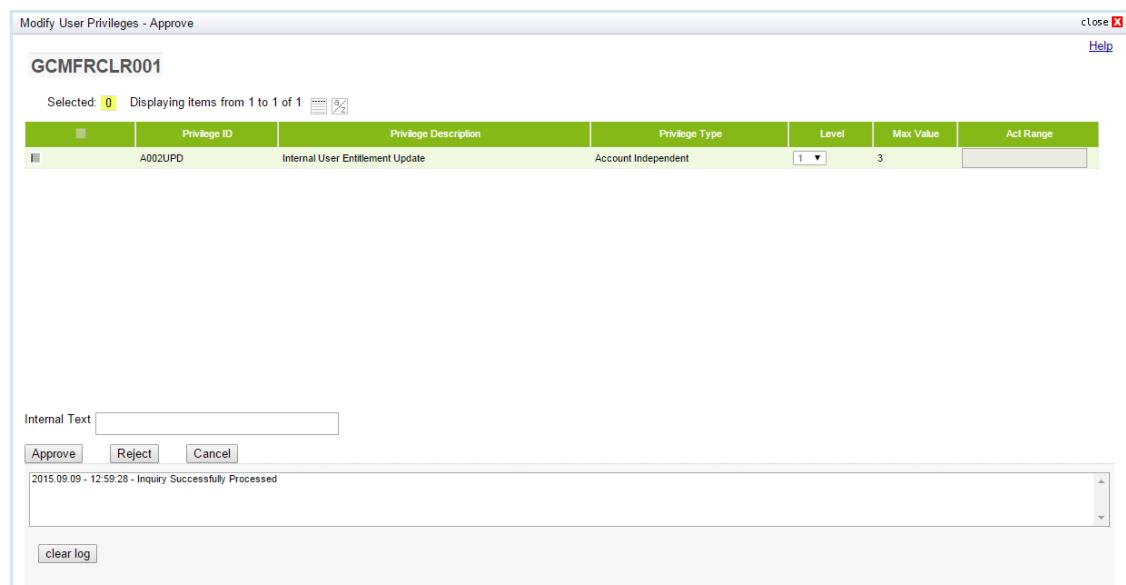 Modify User Privileges - Approve close X
Help
GCMFRCLR001
Selected: 0 Displaying items from 1 to 1 of 1 a/z
Privilege ID Privilege Description Privilege Type Level Max Value Act Range
A002UPD Internal User Entitlement Update Account Independent 1 3
Internal Text
Approve Reject Cancel
2015.09.09 - 12:59:28 - Inquiry Successfully Processed
clear log